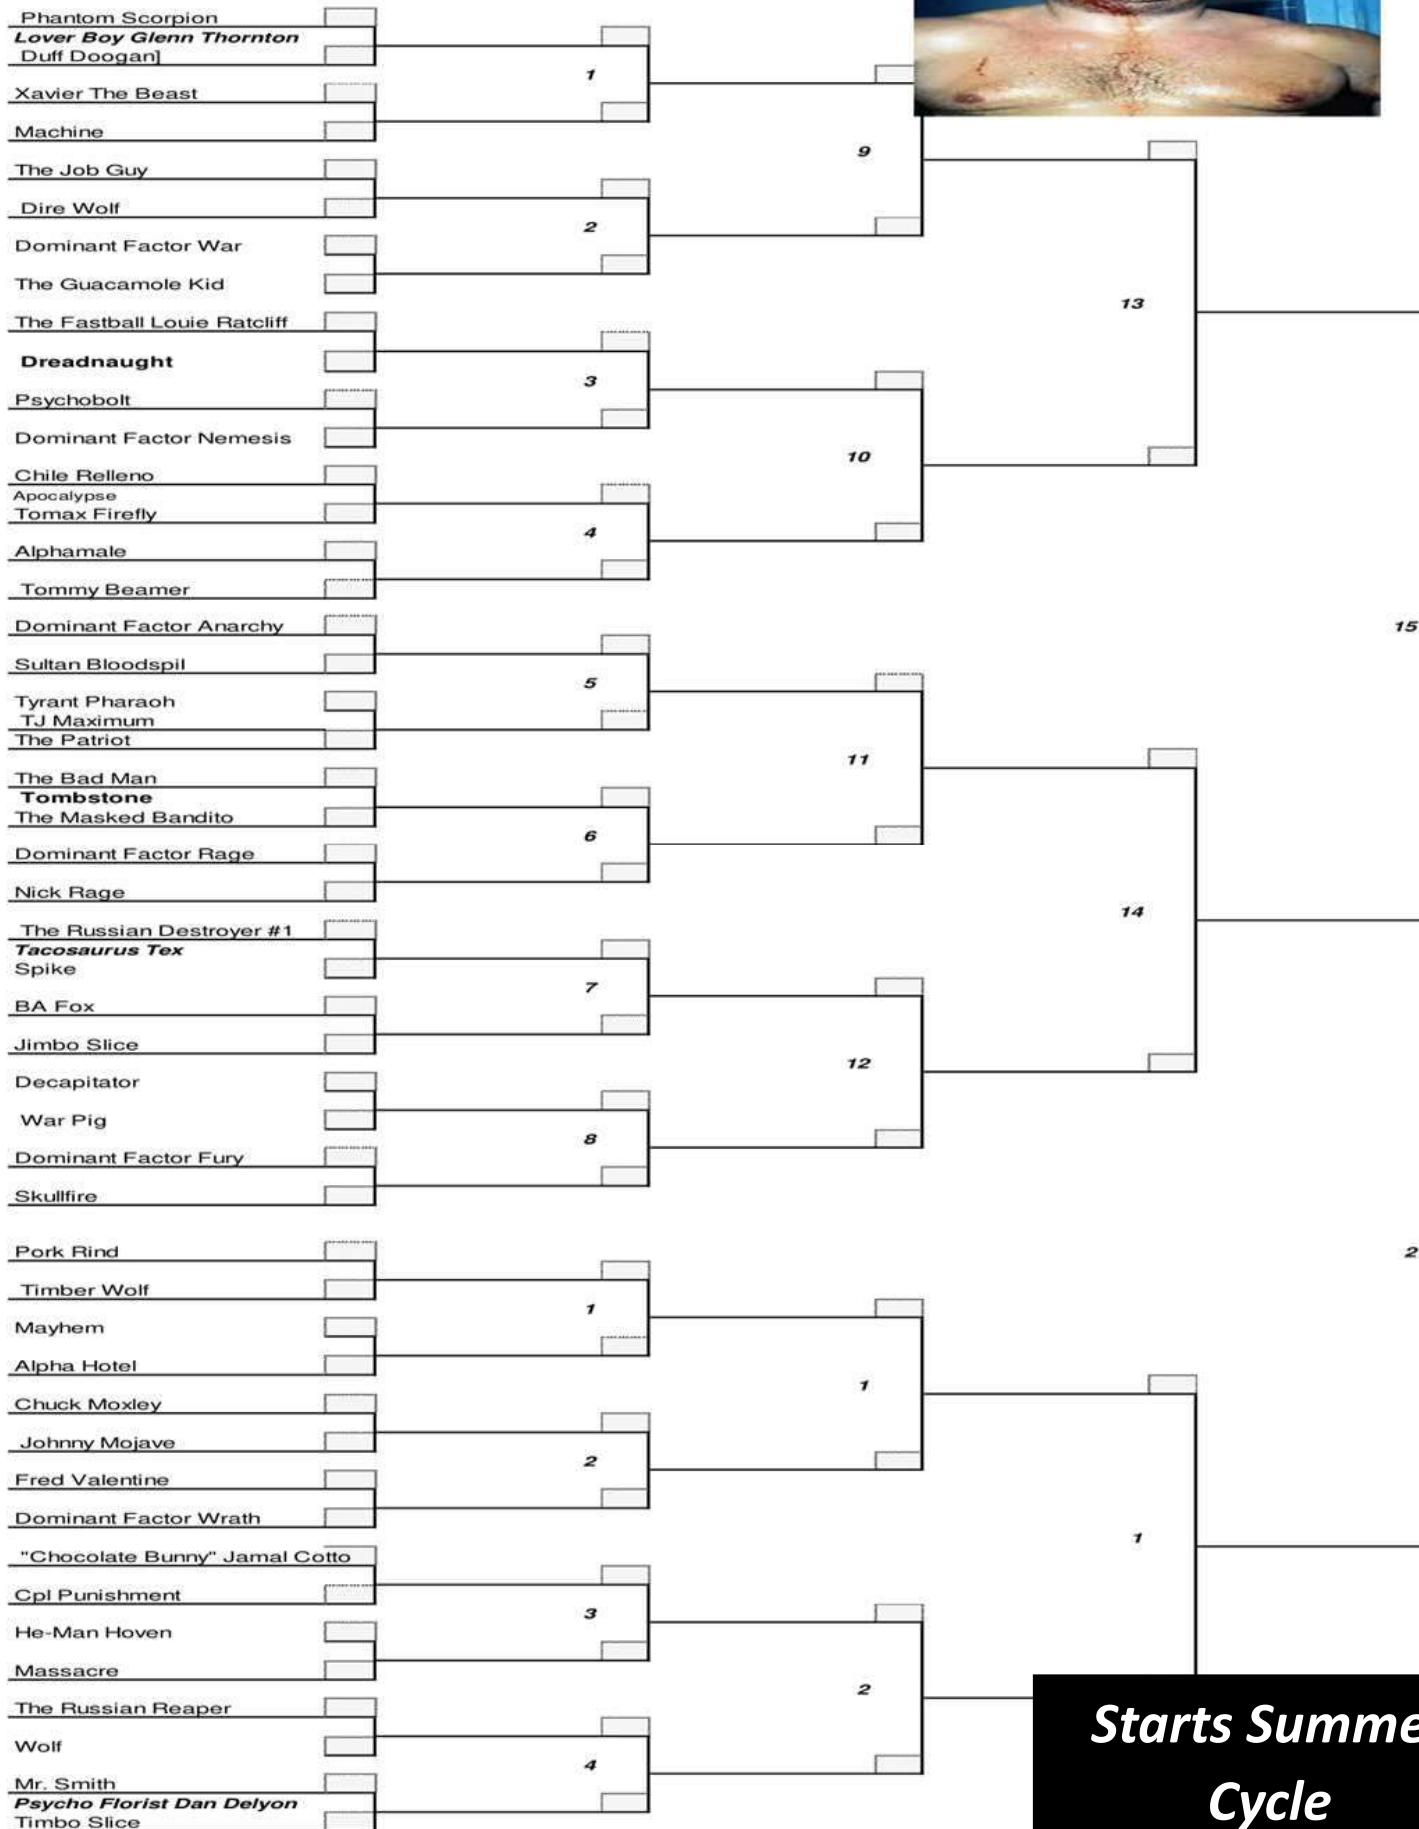 Phantom Scorpion
Lover Boy Glenn Thornton
Duff Doogan]
1
Xavier The Beast
Machine
9
The Job Guy
Dire Wolf
2
Dominant Factor War
The Guacamole Kid
13
The Fastball Louie Ratcliff
Dreadnaught
3
Psychobolt
Dominant Factor Nemesis
10
Chile Relleno
Apocalypse
Tomax Firefly
4
Alphamale
Tommy Beamer
Dominant Factor Anarchy
15
Sultan Bloodspil
5
Tyrant Pharaoh
TJ Maximum
The Patriot
11
The Bad Man
Tombstone
The Masked Bandito
6
Dominant Factor Rage
Nick Rage
14
The Russian Destroyer #1
Tacosaurus Tex
Spike
7
BA Fox
Jimbo Slice
12
Decapitator
War Pig
8
Dominant Factor Fury
Skullfire
Pork Rind
2
Timber Wolf
1
Mayhem
Alpha Hotel
1
Chuck Moxley
Johnny Mojave
2
Fred Valentine
Dominant Factor Wrath
1
"Chocolate Bunny" Jamal Cotto
Cpl Punishment
3
He-Man Hoven
Massacre
2
The Russian Reaper
Wolf
4
Mr. Smith
Psycho Florist Dan Delyon
Timbo Slice
Starts Summe
Cycle